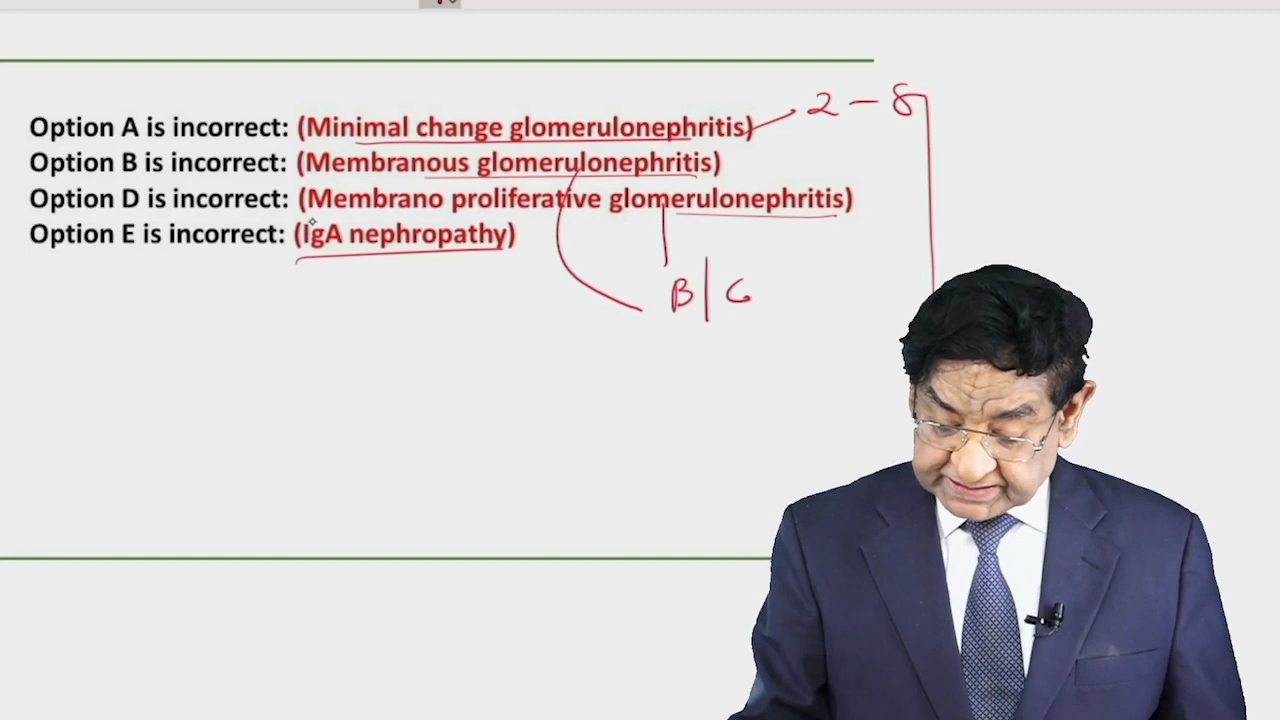 Option A is incorrect: (Minimal change glomerulonephritis) 2 - 8
Option B is incorrect: (Membranous glomerulonephritis)
Option D is incorrect: (Membrano proliferative glomerulonephritis)
Option E is incorrect: (IgA nephropathy)
B | C